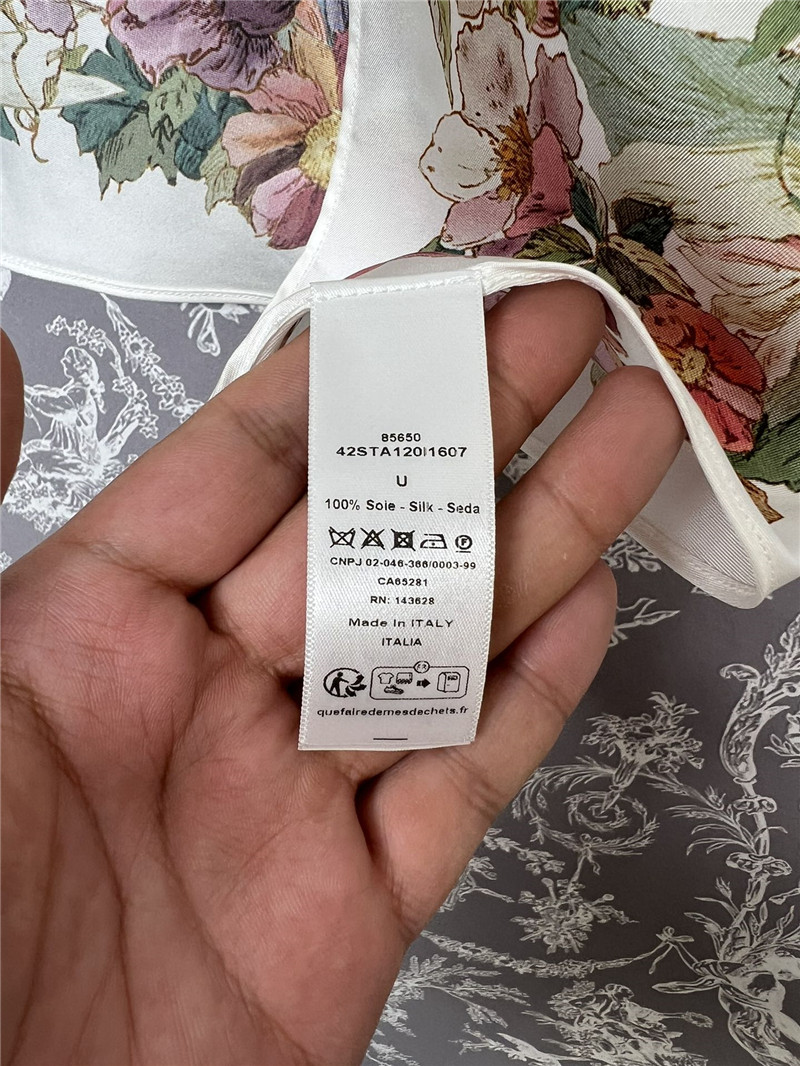 85650
42STA120I1607
U
100% Soie - Silk - Seda
CNPJ 02-046-366/0003-99
CA65281
RN: 143628
Made in ITALY
ITALIA
FR
quefairedemesdechets.fr